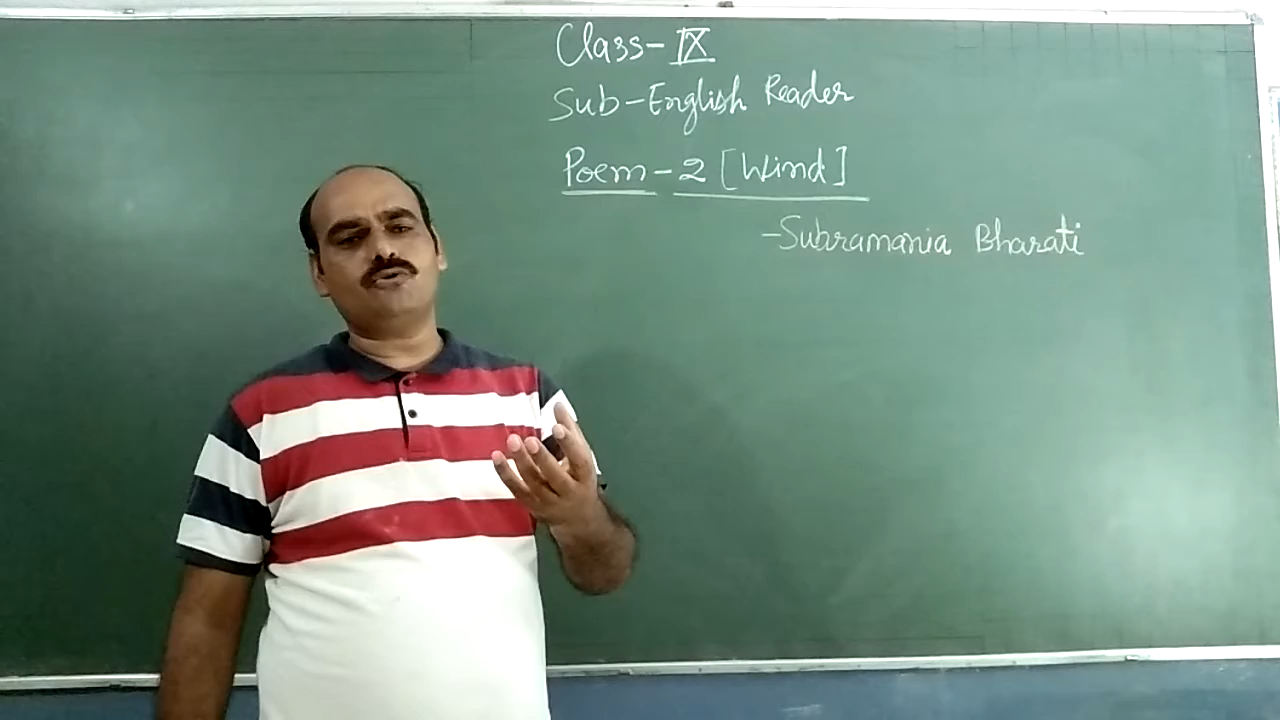 Class-IX
Sub-English Reader
Poem-2 [Wind]
-Subramania Bharati